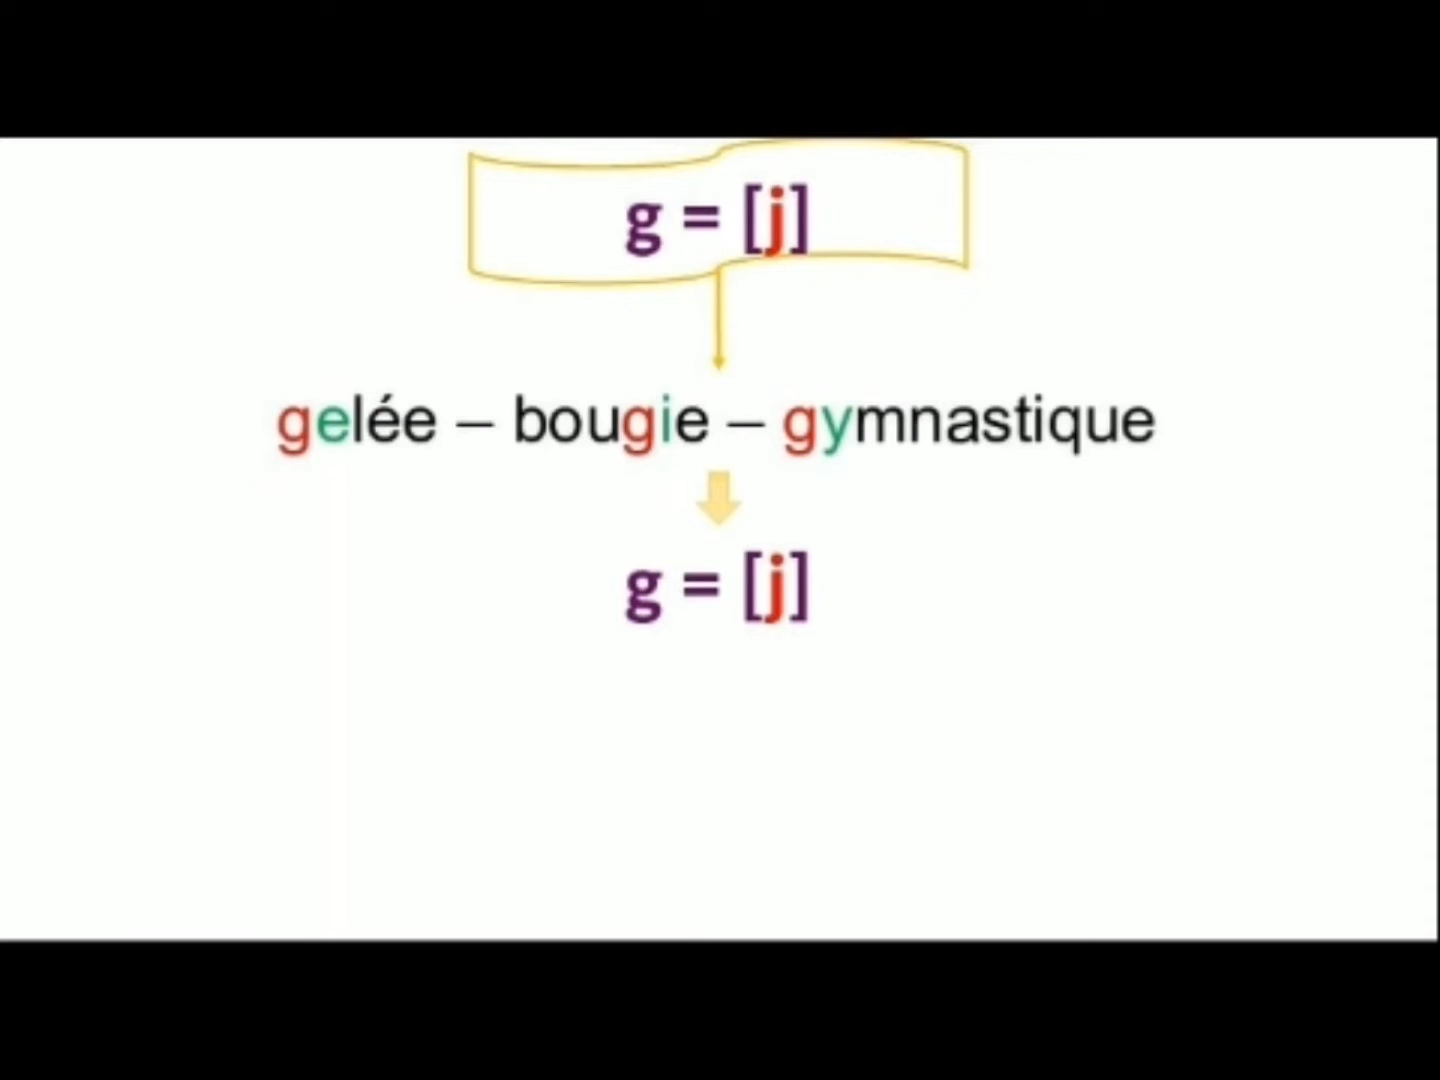 g = [j]
gelée – bougie – gymnastique
g = [j]